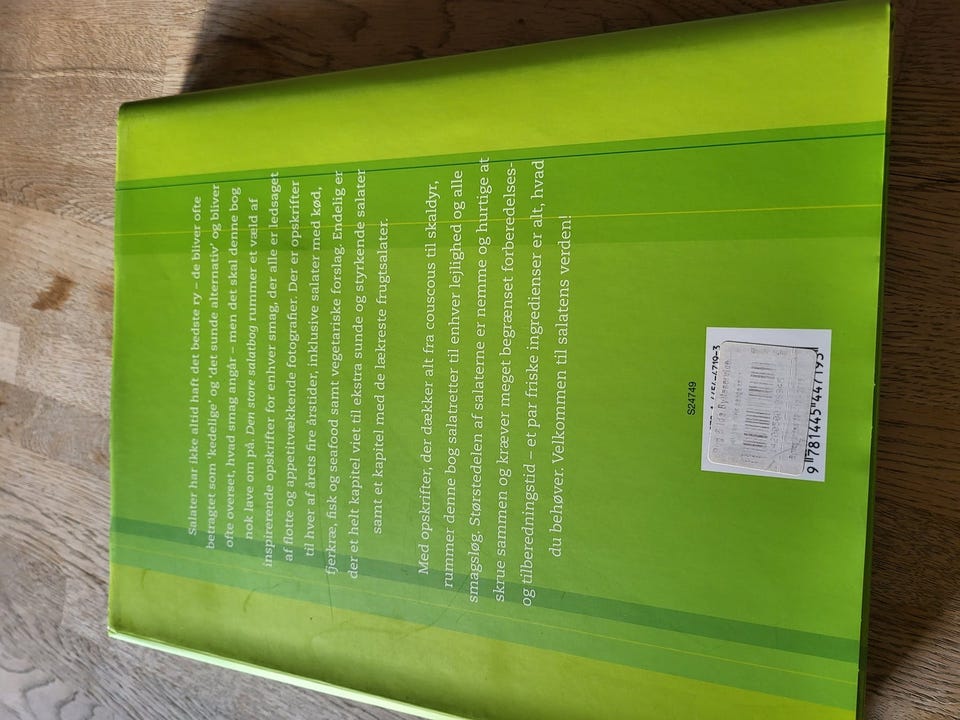 Salater har ikke altid haft det bedste ry – de bliver ofte
betragtet som 'kedelige' og 'det sunde alternativ' og bliver
ofte overset, hvad smag angår – men det skal denne bog
nok lave om på. Den store salatbog rummer et væld af
inspirerende opskrifter for enhver smag, der alle er ledsaget
af flotte og appetitvækkende fotografier. Der er opskrifter
til hver af årets fire årstider, inklusive salater med kød,
fjerkræ, fisk og seafood samt vegetariske forslag. Endelig er
der et helt kapitel viet til ekstra sunde og styrkende salater
samt et kapitel med de lækreste frugtsalater.
Med opskrifter, der dækker alt fra couscous til skaldyr,
rummer denne bog salatretter til enhver lejlighed og alle
smagsløg. Størstedelen af salaterne er nemme og hurtige at
skrue sammen og kræver meget begrænset forberedelses-
og tilberedningstid – et par friske ingredienser er alt, hvad
du behøver. Velkommen til salatens verden!
S24749
9 781445 447193